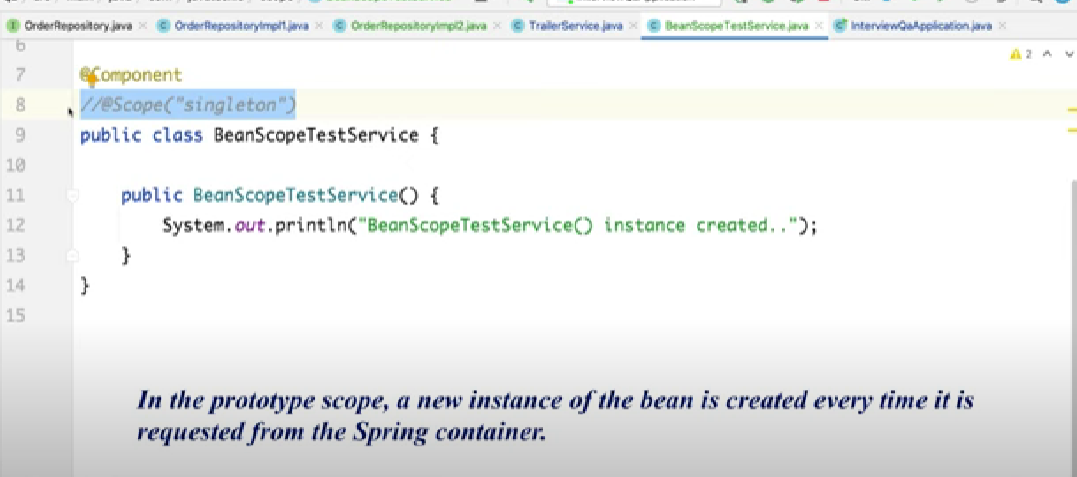 OrderRepository.java OrderRepositoryImpl1.java OrderRepositoryImpl2.java TrailerService.java BeanScopeTestService.java InterviewQaApplication.java
6
2
7 @Component
8 //@Scope("singleton")
9 public class BeanScopeTestService {
10
11 public BeanScopeTestService() {
12 System.out.println("BeanScopeTestService() instance created..");
13 }
14 }
15
In the prototype scope, a new instance of the bean is created every time it is
requested from the Spring container.